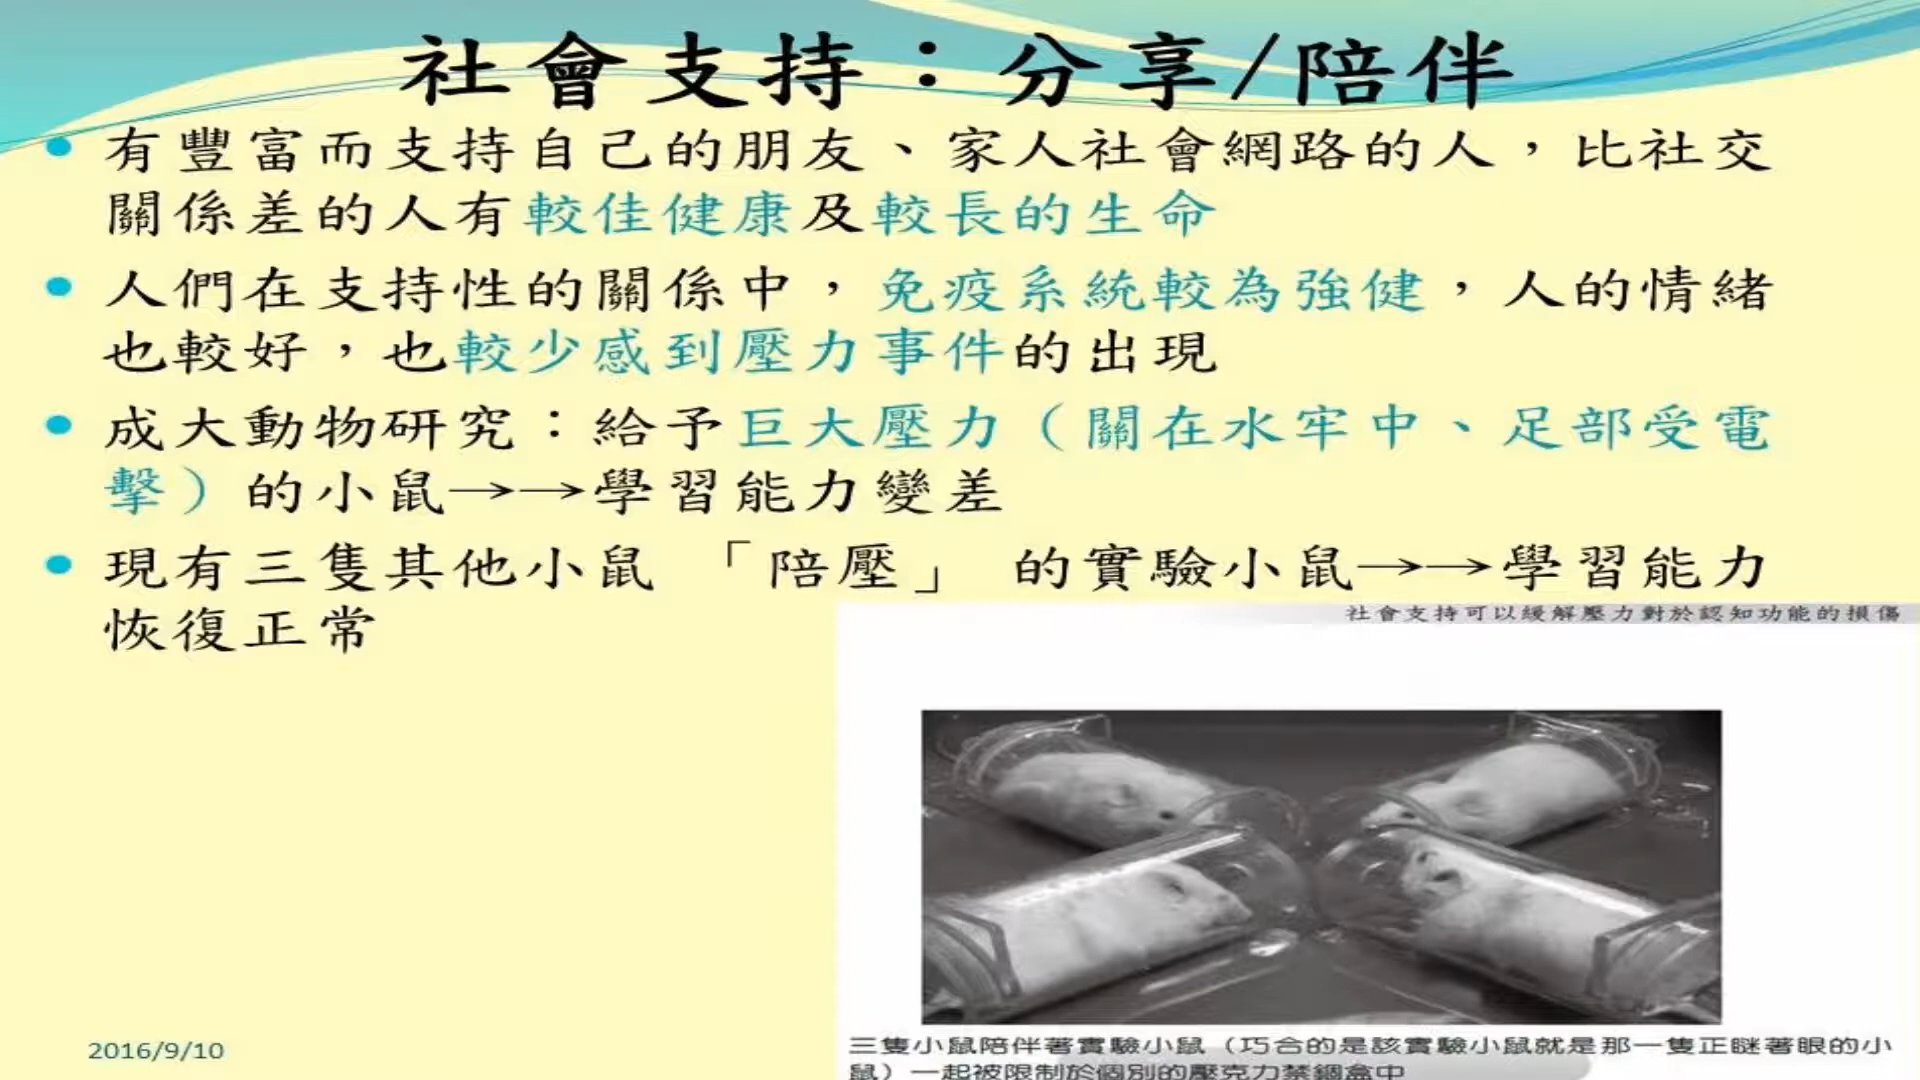 社會支持：分享/陪伴
有豐富而支持自己的朋友、家人社會網路的人，比社交
關係差的人有較佳健康及較長的生命
人們在支持性的關係中，免疫系統較為強健，人的情緒
也較好，也較少感到壓力事件的出現
成大動物研究：給予巨大壓力（關在水牢中、足部受電
擊）的小鼠→→學習能力變差
現有三隻其他小鼠 「陪壓」 的實驗小鼠→→學習能力
恢復正常
社會支持可以緩解壓力對於認知功能的損傷
三隻小鼠陪伴著實驗小鼠（巧合的是該實驗小鼠就是那一隻正瞇著眼的小
鼠）一起被限制於個別的壓克力禁錮盒中
2016/9/10